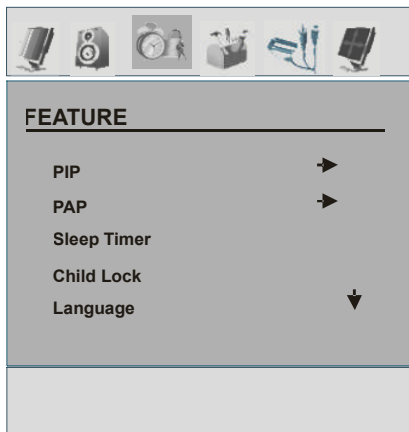 FEATURE
PIP
PAP
Sleep Timer
Child Lock
Language